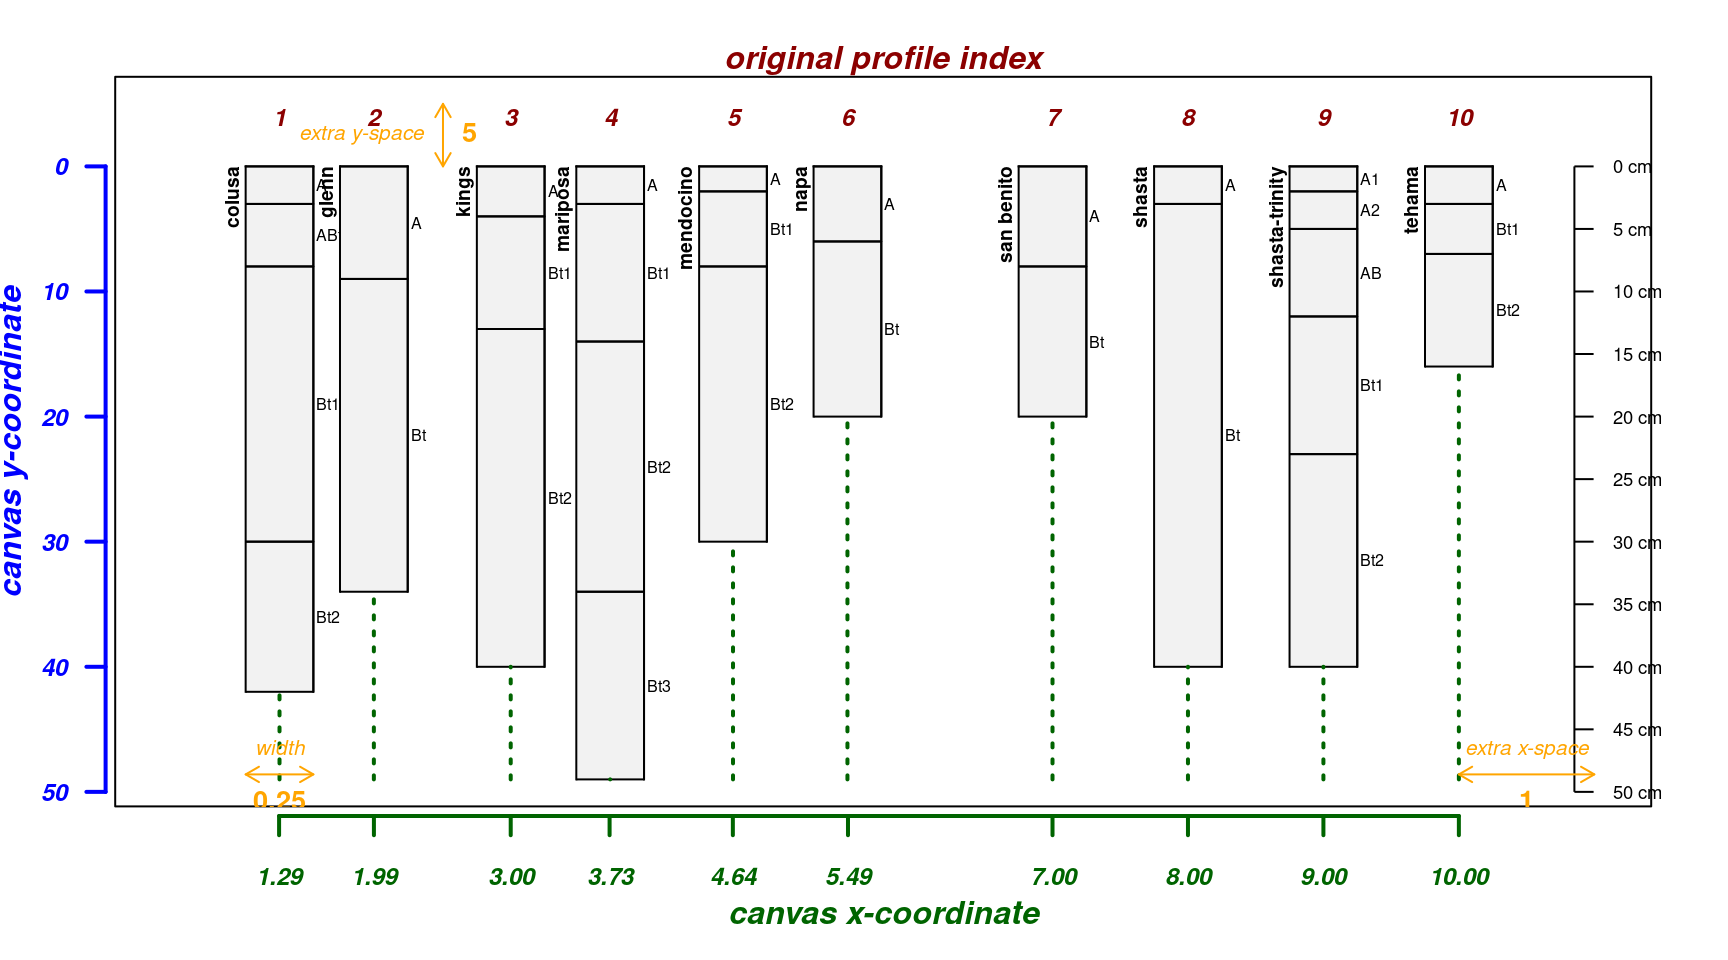 original profile index
1 2 3 4 5 6 7 8 9 10
extra y-space 5
canvas y-coordinate
0
10
20
30
40
50
colusa
A
ABt
Bt1
Bt2
glenn
A
Bt
kings
A
Bt1
Bt2
mariposa
A
Bt1
Bt2
Bt3
mendocino
A
Bt1
Bt2
napa
A
Bt
san benito
A
Bt
shasta
A
Bt
shasta-trinity
A1
A2
AB
Bt1
Bt2
tehama
A
Bt1
Bt2
0 cm
5 cm
10 cm
15 cm
20 cm
25 cm
30 cm
35 cm
40 cm
45 cm
50 cm
width
0.25
extra x-space
1
1.29 1.99 3.00 3.73 4.64 5.49 7.00 8.00 9.00 10.00
canvas x-coordinate